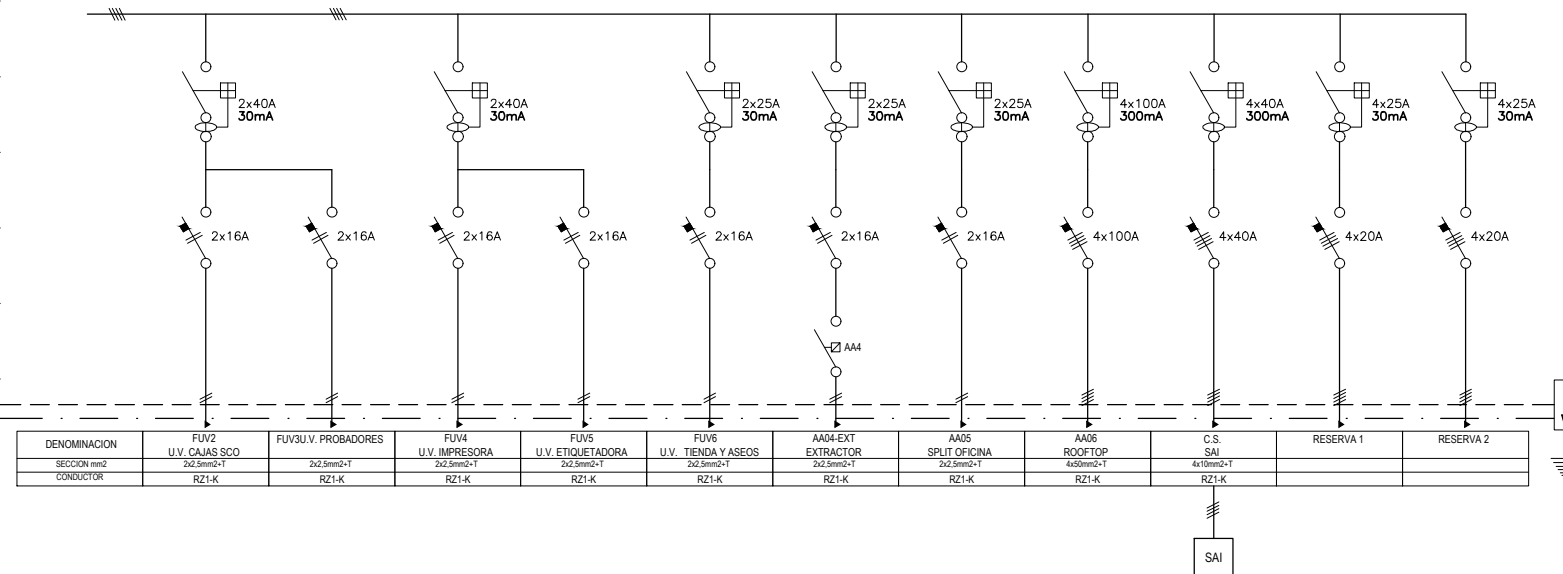 2x40A
30mA
2x40A
30mA
2x25A
30mA
2x25A
30mA
2x25A
30mA
4x100A
300mA
4x40A
300mA
4x25A
30mA
4x25A
30mA
2x16A
2x16A
2x16A
2x16A
2x16A
2x16A
2x16A
4x100A
4x40A
4x20A
4x20A
AA4
DENOMINACION
FUV2
U.V. CAJAS SCO
FUV3U.V. PROBADORES
FUV4
U.V. IMPRESORA
FUV5
U.V. ETIQUETADORA
FUV6
U.V. TIENDA Y ASEOS
AA04-EXT
EXTRACTOR
AA05
SPLIT OFICINA
AA06
ROOFTOP
C.S.
SAI
RESERVA 1
RESERVA 2
SECCION mm2
2x2,5mm2+T
2x2,5mm2+T
2x2,5mm2+T
2x2,5mm2+T
2x2,5mm2+T
2x2,5mm2+T
2x2,5mm2+T
4x50mm2+T
4x10mm2+T
CONDUCTOR
RZ1-K
RZ1-K
RZ1-K
RZ1-K
RZ1-K
RZ1-K
RZ1-K
RZ1-K
RZ1-K
SAI